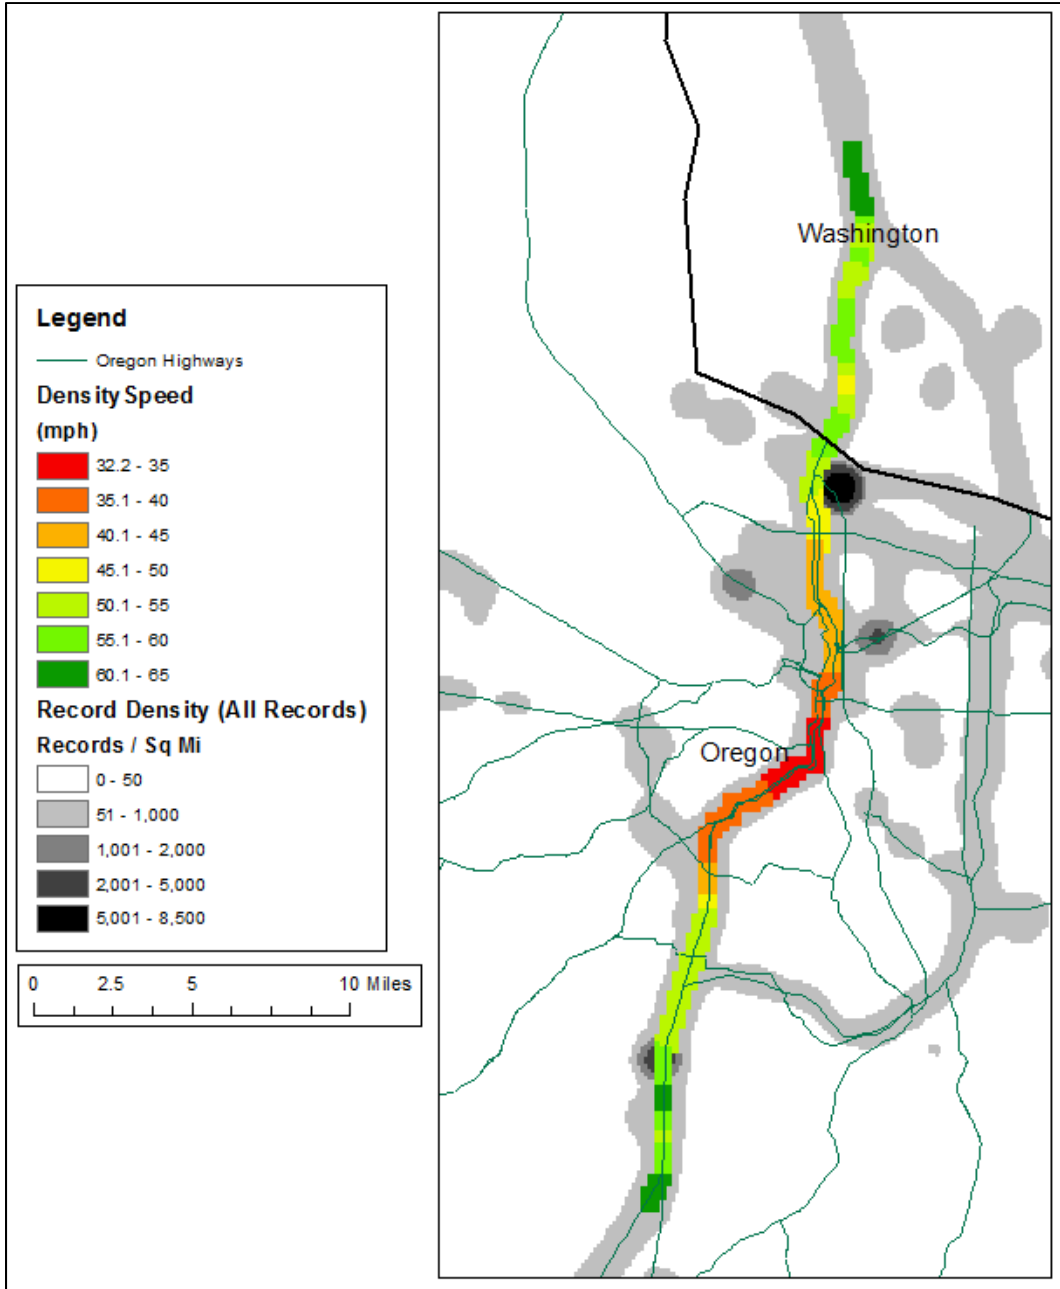 Washington
Oregon
Legend
Oregon Highways
Density Speed
(mph)
32.2 - 35
35.1 - 40
40.1 - 45
45.1 - 50
50.1 - 55
55.1 - 60
60.1 - 65
Record Density (All Records)
Records / Sq Mi
0 - 50
51 - 1,000
1,001 - 2,000
2,001 - 5,000
5,001 - 8,500
0 2.5 5 10 Miles